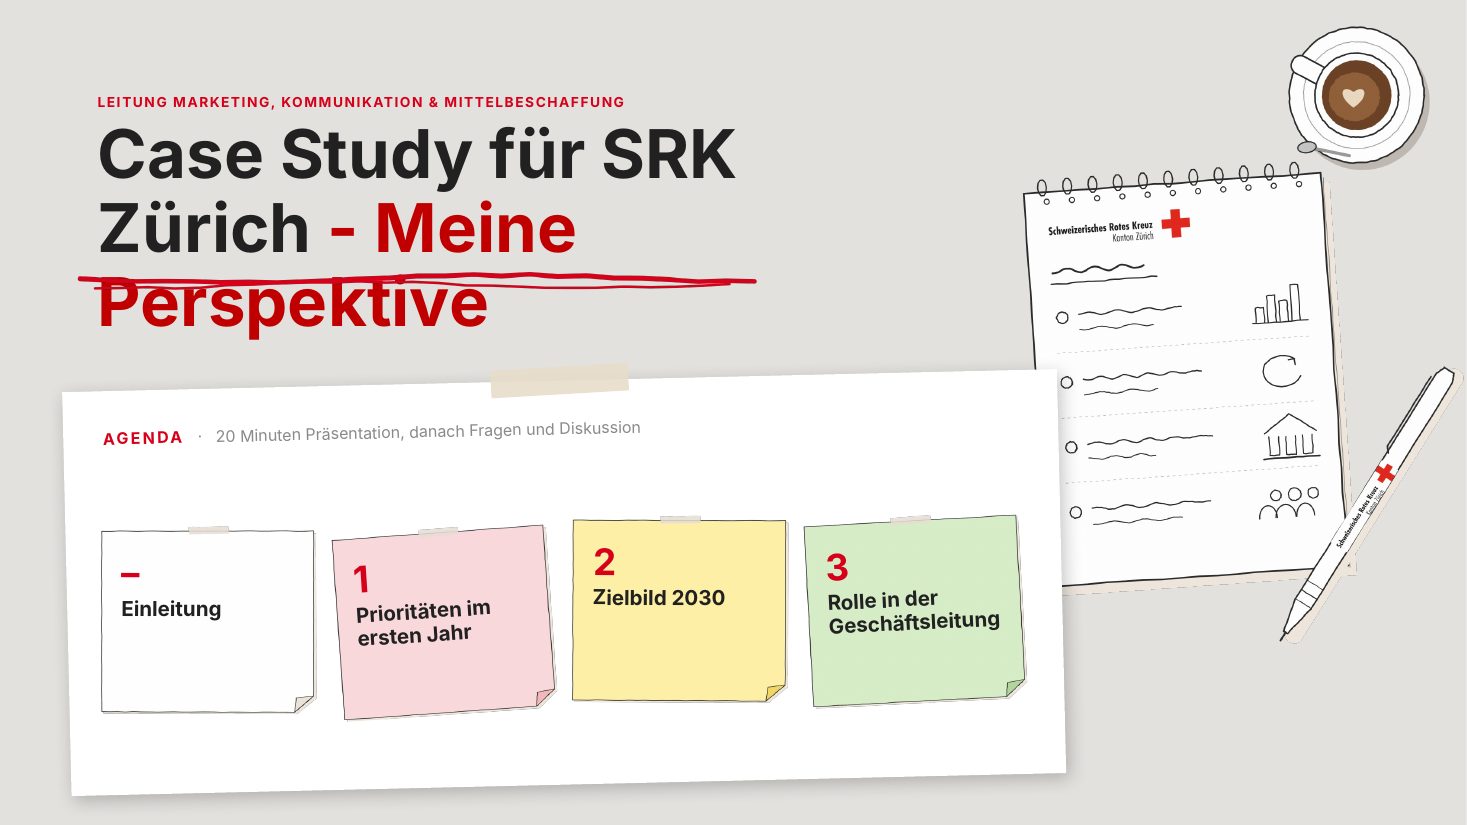 LEITUNG MARKETING, KOMMUNIKATION & MITTELBESCHAFFUNG
Case Study für SRK
Zürich - Meine
Perspektive
Schweizerisches Rotes Kreuz
Kanton Zürich
AGENDA · 20 Minuten Präsentation, danach Fragen und Diskussion
–
Einleitung
1
Prioritäten im
ersten Jahr
2
Zielbild 2030
3
Rolle in der
Geschäftsleitung
Schweizerisches Rotes Kreuz
Kanton Zürich